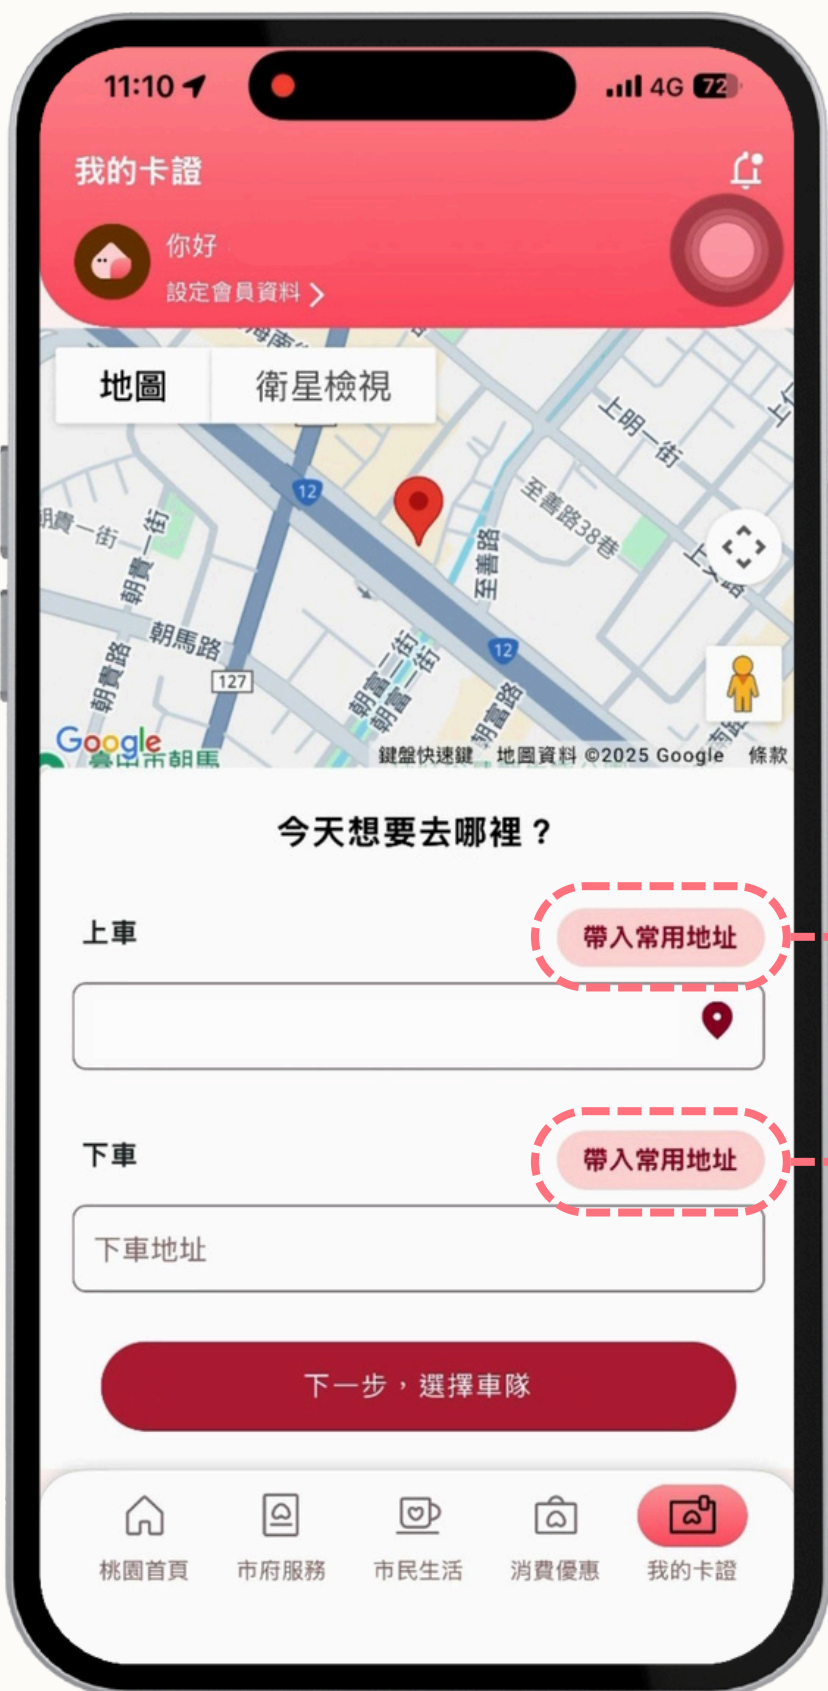 11:10
4G 72
我的卡證
你好
設定會員資料
地圖
衛星檢視
上明一街
12
至善路38巷
朝貴一街
至善路
朝馬路
12
朝貴路
127
朝富二街
朝富一街
朝富路
Google
臺中市朝馬
鍵盤快速鍵
地圖資料 ©2025 Google
條款
今天想要去哪裡？
上車
帶入常用地址
下車
帶入常用地址
下車地址
下一步，選擇車隊
桃園首頁
市府服務
市民生活
消費優惠
我的卡證